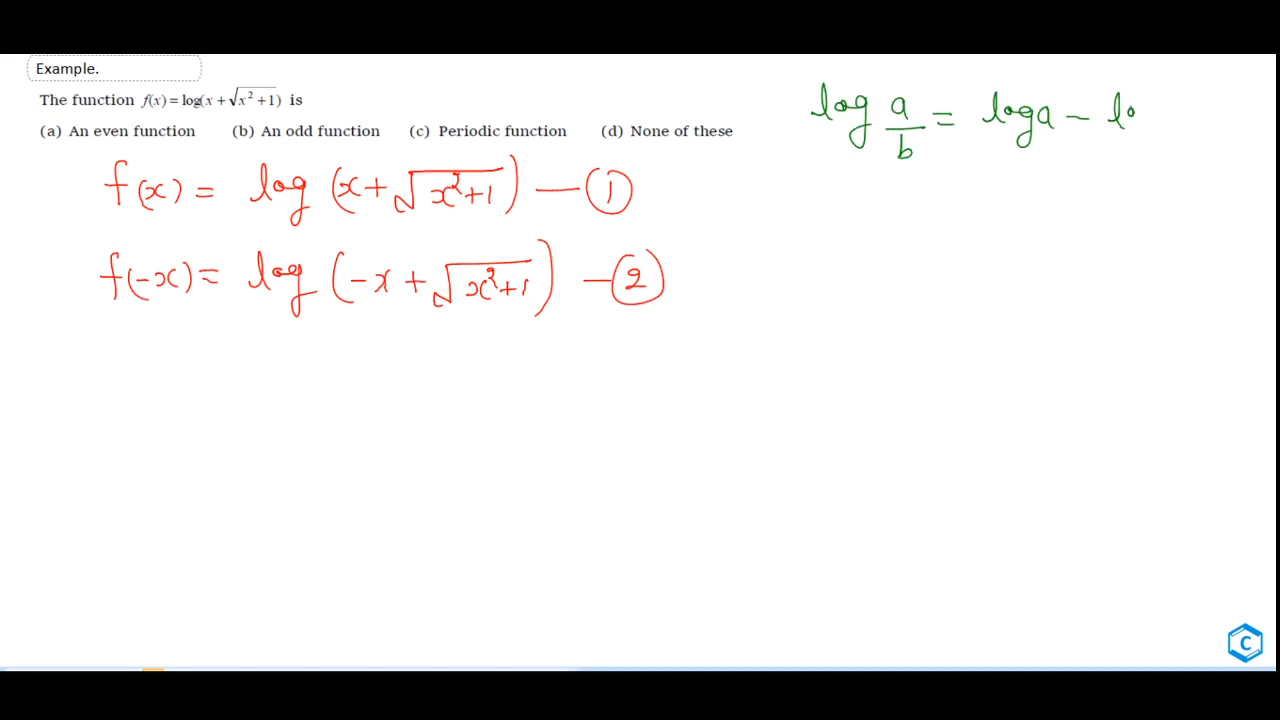 Example.
The function f(x) = log(x + √(x² + 1)) is
(a) An even function (b) An odd function (c) Periodic function (d) None of these
log a/b = log a − lo
f(x) = log (x + √(x² + 1)) — ①
f(−x) = log (−x + √(x² + 1)) — ②
C